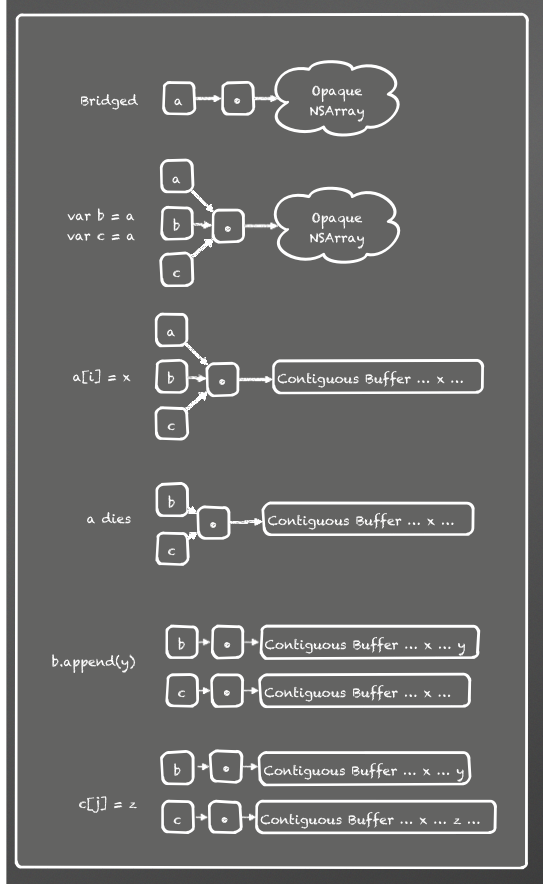 Bridged
a
Opaque
NSArray
a
var b = a
var c = a
b
c
Opaque
NSArray
a
a[i] = x
b
c
Contiguous Buffer ... x ...
a dies
b
c
Contiguous Buffer ... x ...
b.append(y)
b
Contiguous Buffer ... x ... y
c
Contiguous Buffer ... x ...
c[j] = z
b
Contiguous Buffer ... x ... y
c
Contiguous Buffer ... x ... z ...